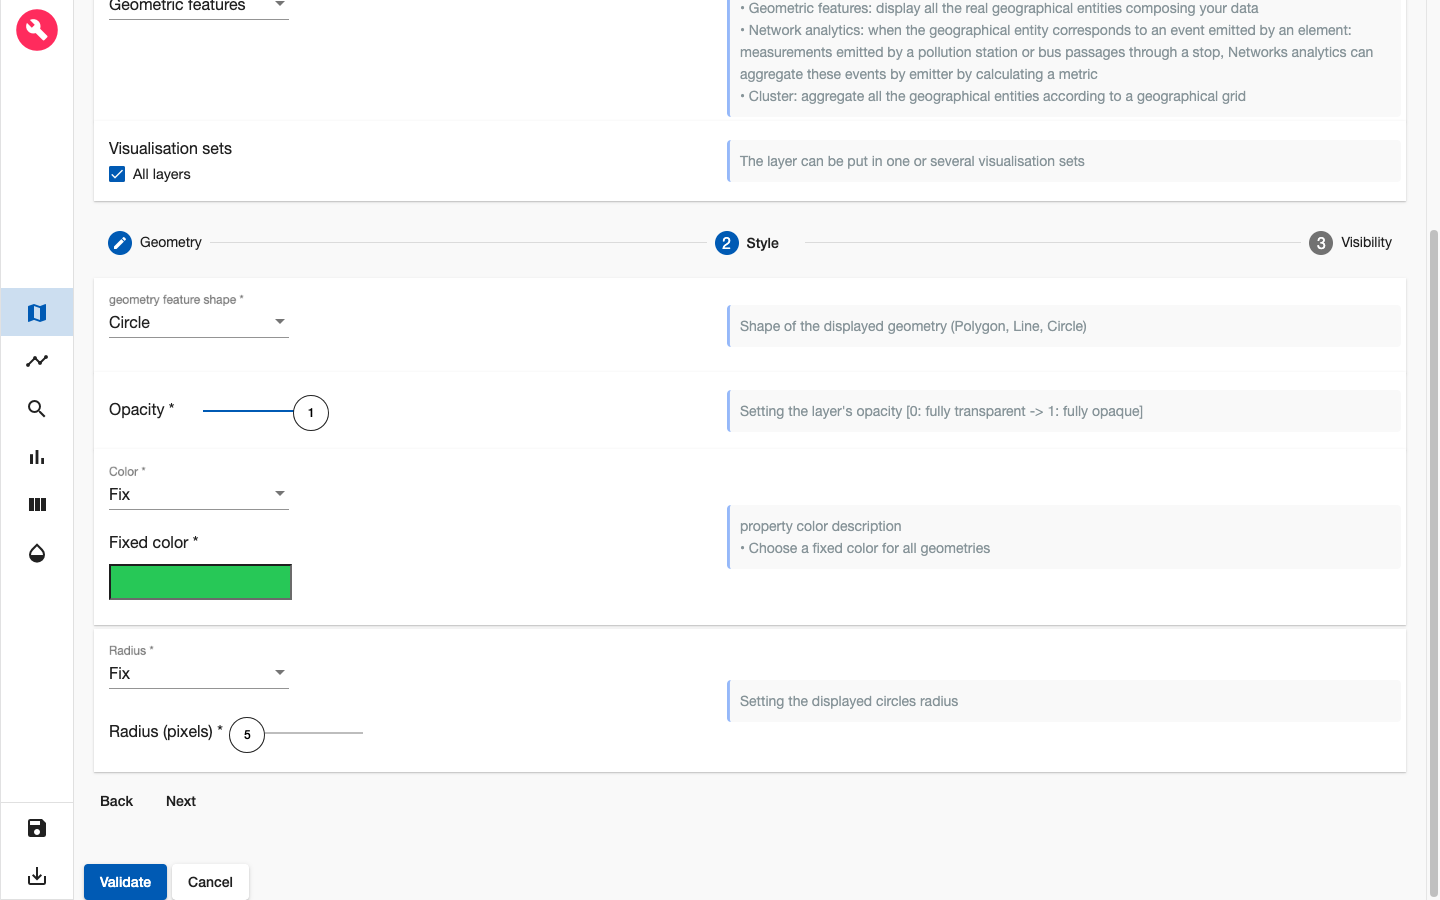 Geometric features
• Geometric features: display all the real geographical entities composing your data
• Network analytics: when the geographical entity corresponds to an event emitted by an element:
measurements emitted by a pollution station or bus passages through a stop, Networks analytics can
aggregate these events by emitter by calculating a metric
• Cluster: aggregate all the geographical entities according to a geographical grid
Visualisation sets
All layers
The layer can be put in one or several visualisation sets
Geometry
2 Style
3 Visibility
geometry feature shape *
Circle
Shape of the displayed geometry (Polygon, Line, Circle)
Opacity *
1
Setting the layer's opacity [0: fully transparent -> 1: fully opaque]
Color *
Fix
Fixed color *
property color description
• Choose a fixed color for all geometries
Radius *
Fix
Radius (pixels) *
5
Setting the displayed circles radius
Back Next
Validate Cancel